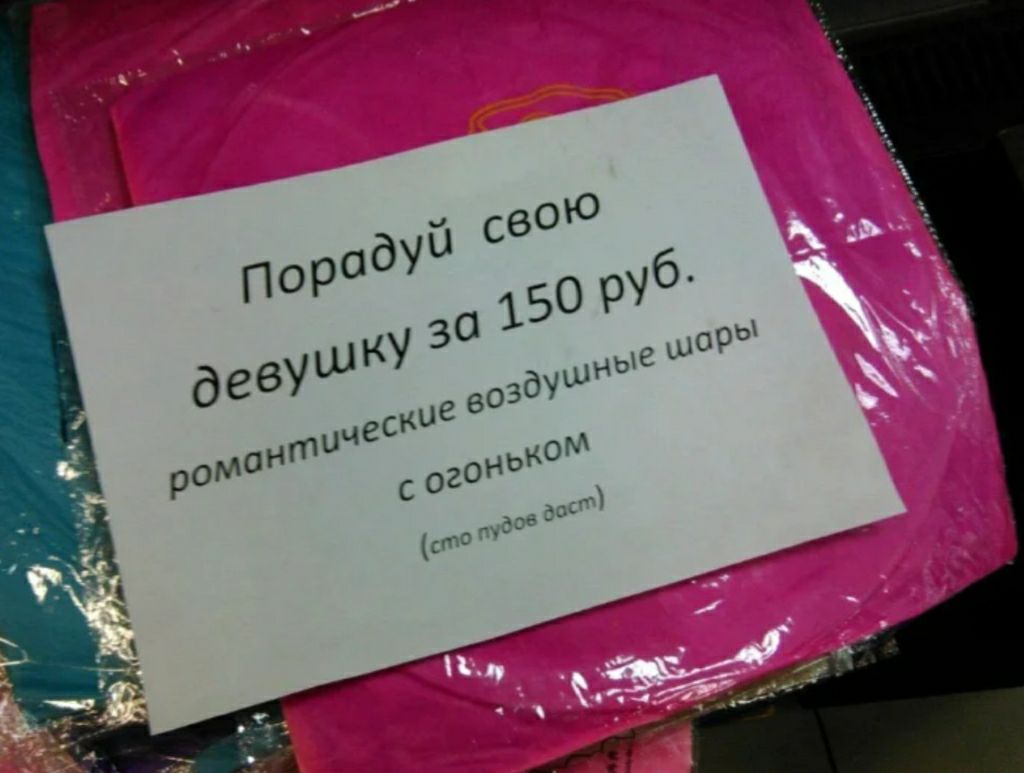 Порадуй свою
девушку за 150 руб.
романтические воздушные шары
с огоньком
(сто пудов даст)